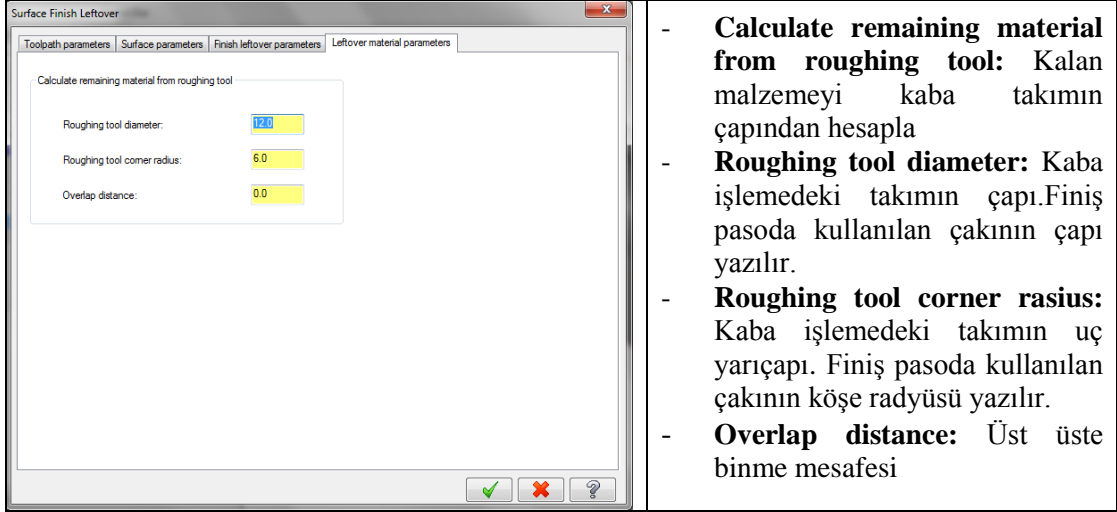 Surface Finish Leftover
Toolpath parameters Surface parameters Finish leftover parameters Leftover material parameters
Calculate remaining material from roughing tool
Roughing tool diameter: 12.0
Roughing tool corner radius: 6.0
Overlap distance: 0.0
- Calculate remaining material
from roughing tool: Kalan
malzemeyi kaba takımın
çapından hesapla
- Roughing tool diameter: Kaba
işlemedeki takımın çapı.Finiş
pasoda kullanılan çakının çapı
yazılır.
- Roughing tool corner rasius:
Kaba işlemedeki takımın uç
yarıçapı. Finiş pasoda kullanılan
çakının köşe radyüsü yazılır.
- Overlap distance: Üst üste
binme mesafesi